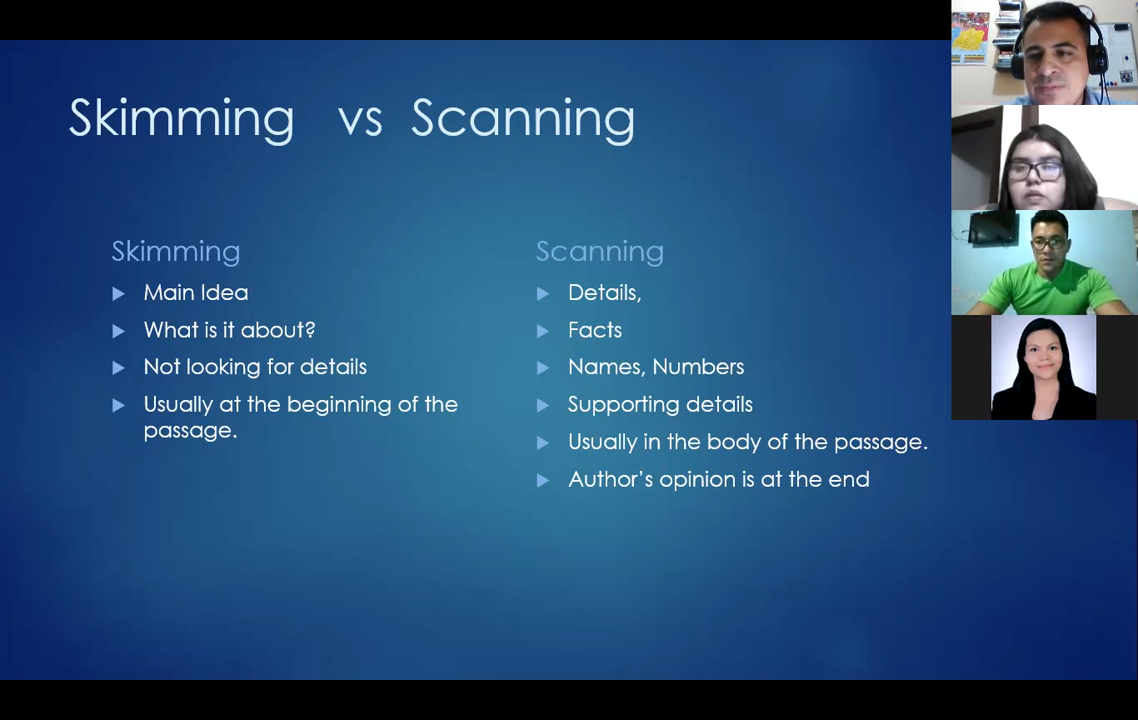 Skimming vs Scanning
Skimming
Main Idea
What is it about?
Not looking for details
Usually at the beginning of the
passage.
Scanning
Details,
Facts
Names, Numbers
Supporting details
Usually in the body of the passage.
Author's opinion is at the end